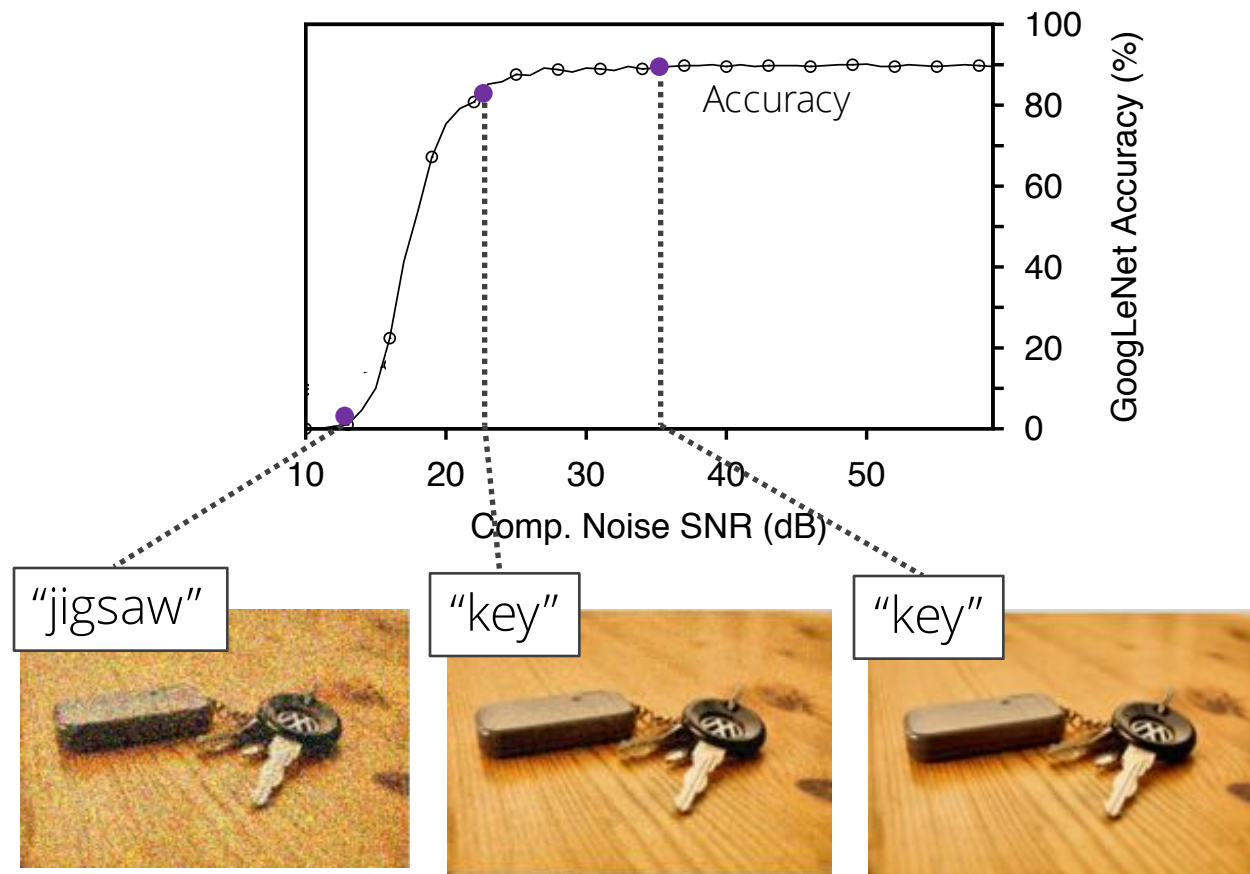 100
80
60
40
20
0
GoogLeNet Accuracy (%)
Accuracy
10 20 30 40 50
Comp. Noise SNR (dB)
“jigsaw” “key” “key”